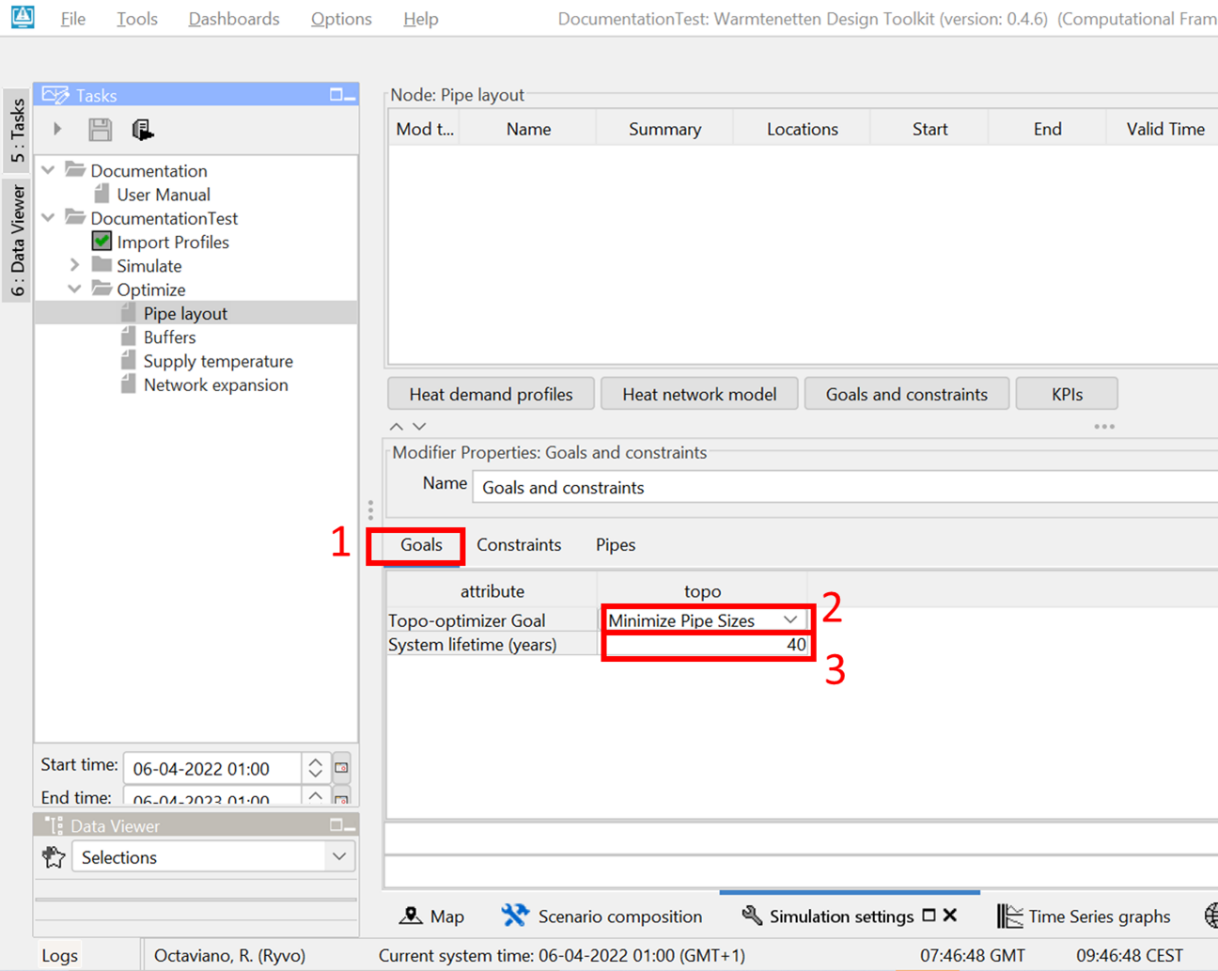 File Tools Dashboards Options Help DocumentationTest: Warmtenetten Design Toolkit (version: 0.4.6) (Computational Fram
5 : Tasks
6 : Data Viewer
Tasks
Documentation
User Manual
DocumentationTest
Import Profiles
Simulate
Optimize
Pipe layout
Buffers
Supply temperature
Network expansion
Start time: 06-04-2022 01:00
End time: 06-04-2023 01:00
Data Viewer
Selections
Node: Pipe layout
Mod t... Name Summary Locations Start End Valid Time
Heat demand profiles Heat network model Goals and constraints KPIs
Modifier Properties: Goals and constraints
Name Goals and constraints
1 Goals Constraints Pipes
attribute topo
Topo-optimizer Goal Minimize Pipe Sizes 2
System lifetime (years) 40 3
Map Scenario composition Simulation settings Time Series graphs
Logs Octaviano, R. (Ryvo) Current system time: 06-04-2022 01:00 (GMT+1) 07:46:48 GMT 09:46:48 CEST